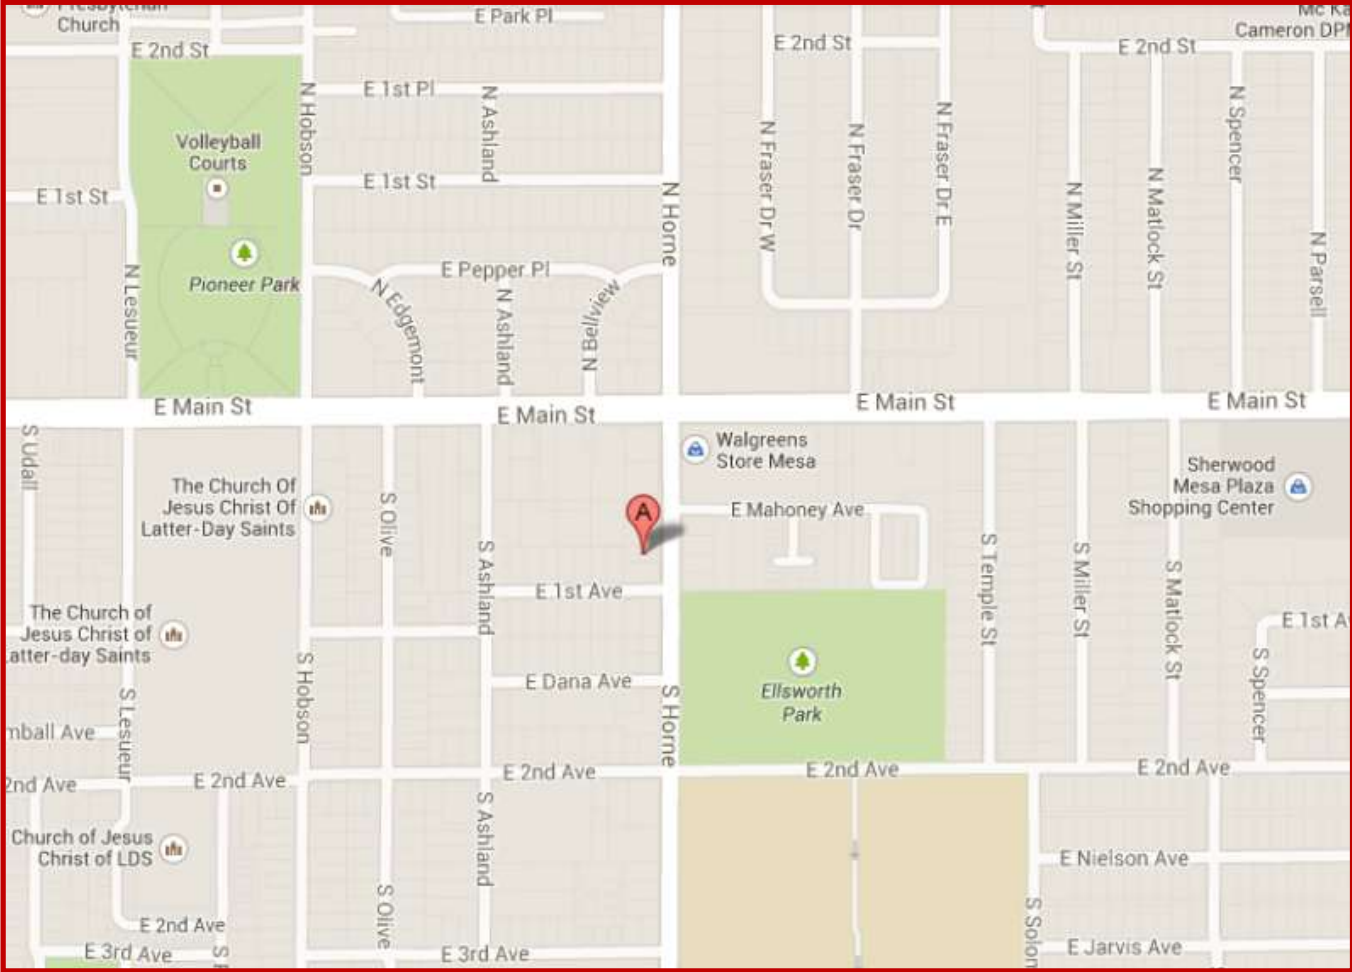 Presbyterian
Church
E Park Pl
Mc Ka
Cameron DPM
E 2nd St
E 2nd St
E 2nd St
E 1st Pl
N Hobson
N Ashland
N Fraser Dr W
N Fraser Dr
N Fraser Dr E
N Spencer
Volleyball
Courts
E 1st St
E 1st St
N Horne
N Miller St
N Matlock St
N Parsell
Pioneer Park
N Lesueur
E Pepper Pl
N Edgemont
N Ashland
N Bellview
E Main St
E Main St
E Main St
E Main St
S Udall
Walgreens
Store Mesa
Sherwood
Mesa Plaza
Shopping Center
The Church Of
Jesus Christ Of
Latter-Day Saints
S Olive
A
E Mahoney Ave
S Ashland
S Temple St
S Miller St
S Matlock St
E 1st Ave
E 1st A
The Church of
Jesus Christ of
atter-day Saints
S Hobson
S Lesueur
E Dana Ave
S Horne
Ellsworth
Park
S Spencer
mball Ave
2nd Ave
E 2nd Ave
E 2nd Ave
E 2nd Ave
E 2nd Ave
S Ashland
Church of Jesus
Christ of LDS
E Nielson Ave
S Olive
S Solon
E 2nd Ave
E 3rd Ave
E 3rd Ave
E Jarvis Ave